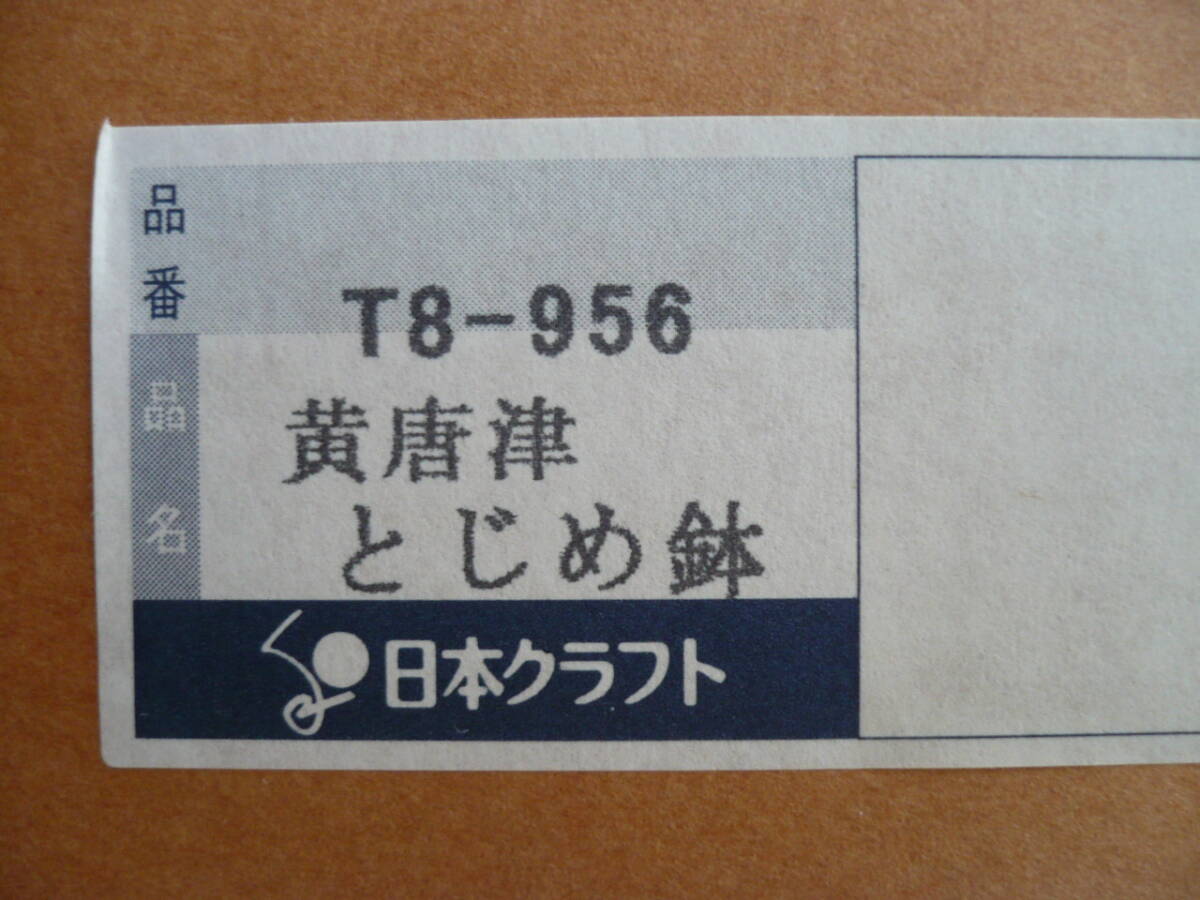 品番
T8-956
品名
黄唐津
とじめ鉢
日本クラフト